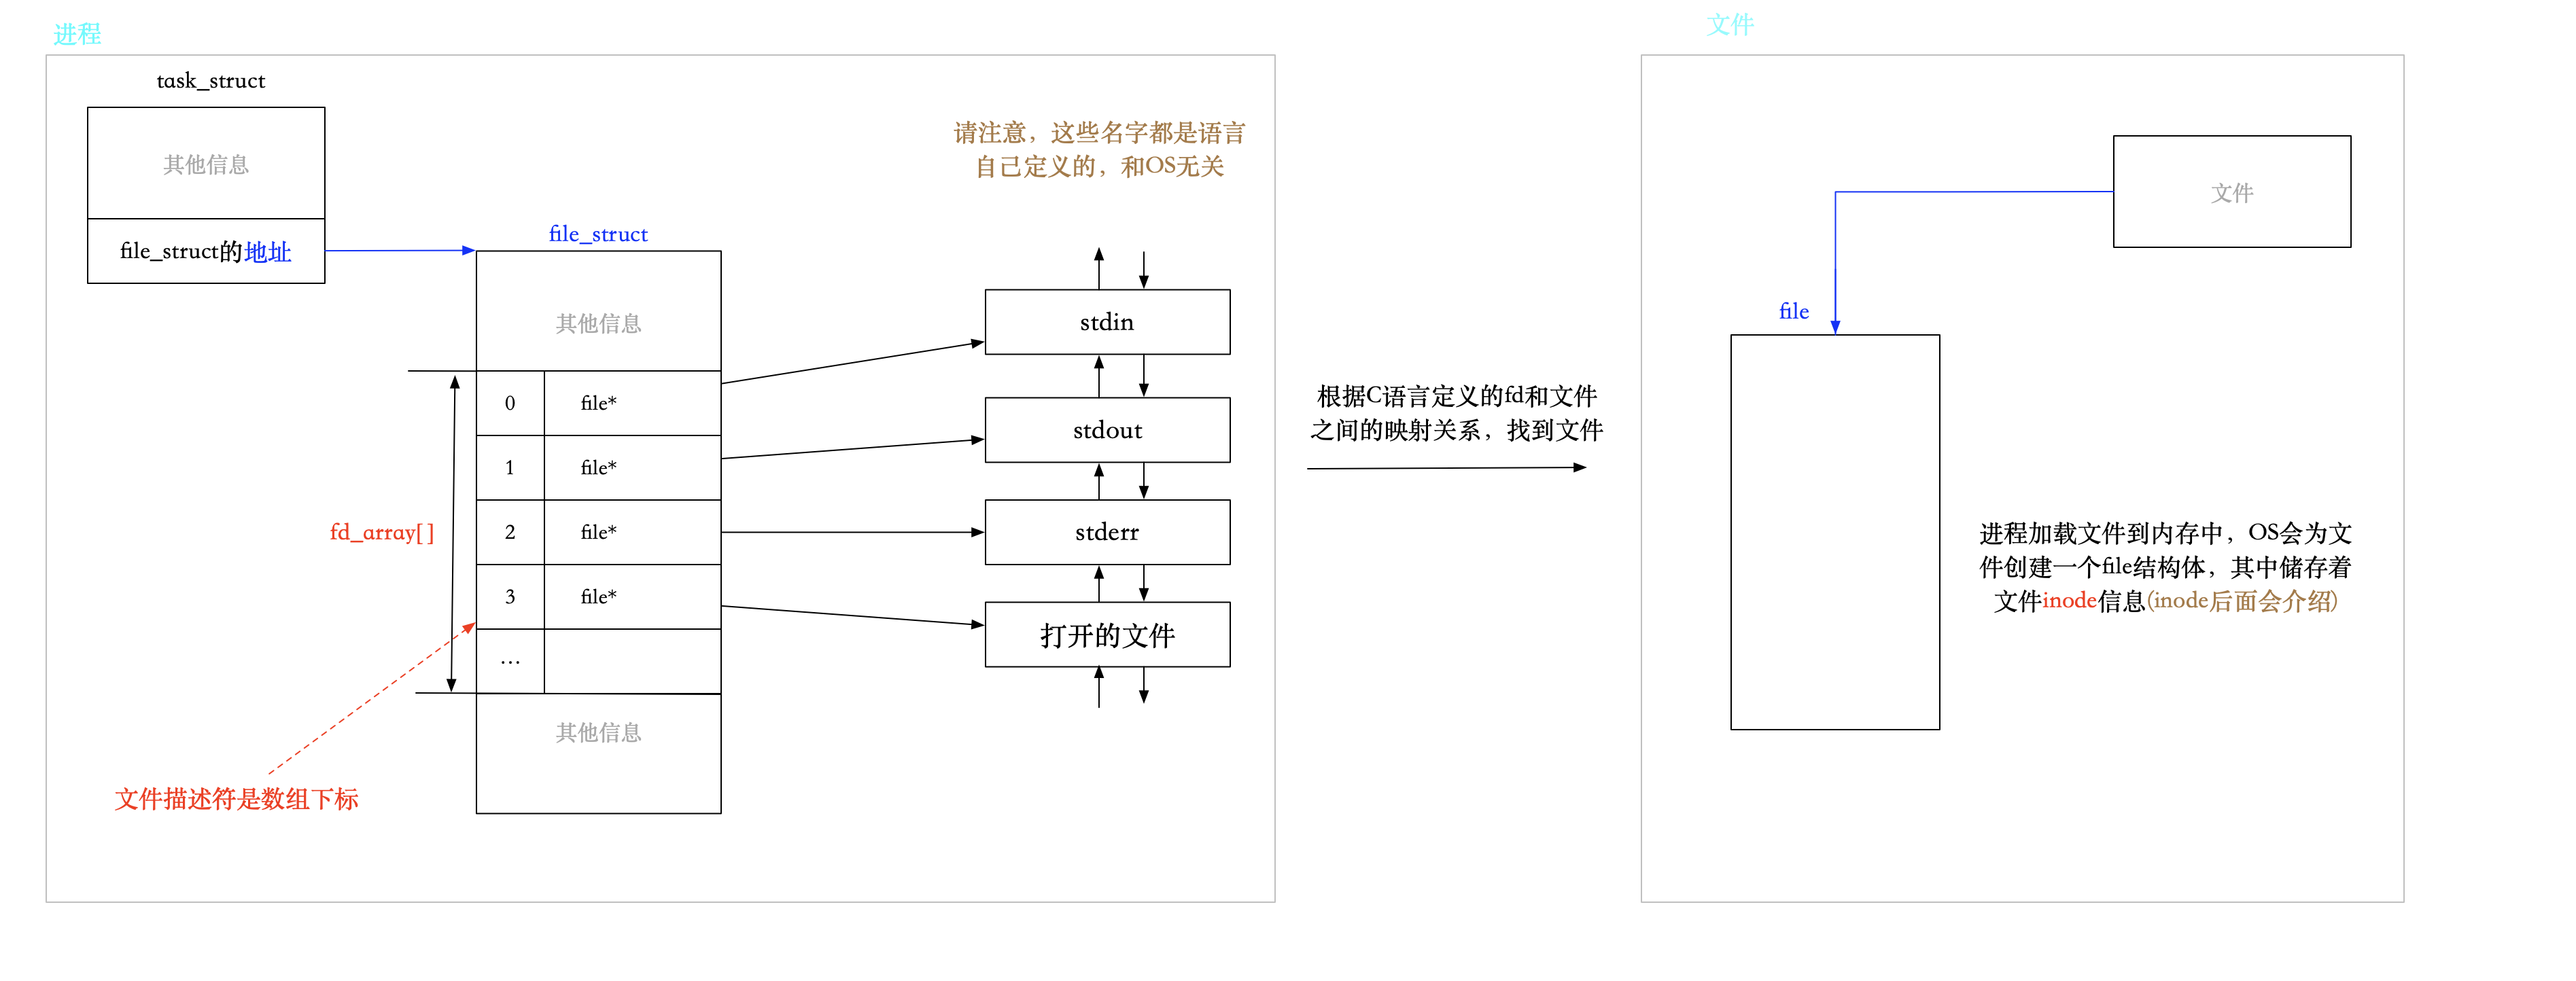 进程
文件
task_struct
其他信息
file_struct的地址
请注意，这些名字都是语言
自己定义的，和OS无关
file_struct
其他信息
0 file*
1 file*
2 file*
3 file*
...
其他信息
fd_array[ ]
文件描述符是数组下标
stdin
stdout
stderr
打开的文件
根据C语言定义的fd和文件
之间的映射关系，找到文件
文件
file
进程加载文件到内存中，OS会为文
件创建一个file结构体，其中储存着
文件inode信息(inode后面会介绍)